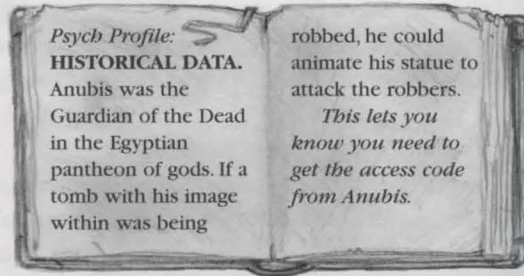 Psych Profile:
HISTORICAL DATA.
Anubis was the
Guardian of the Dead
in the Egyptian
pantheon of gods. If a
tomb with his image
within was being
robbed, he could
animate his statue to
attack the robbers.
This lets you
know you need to
get the access code
from Anubis.